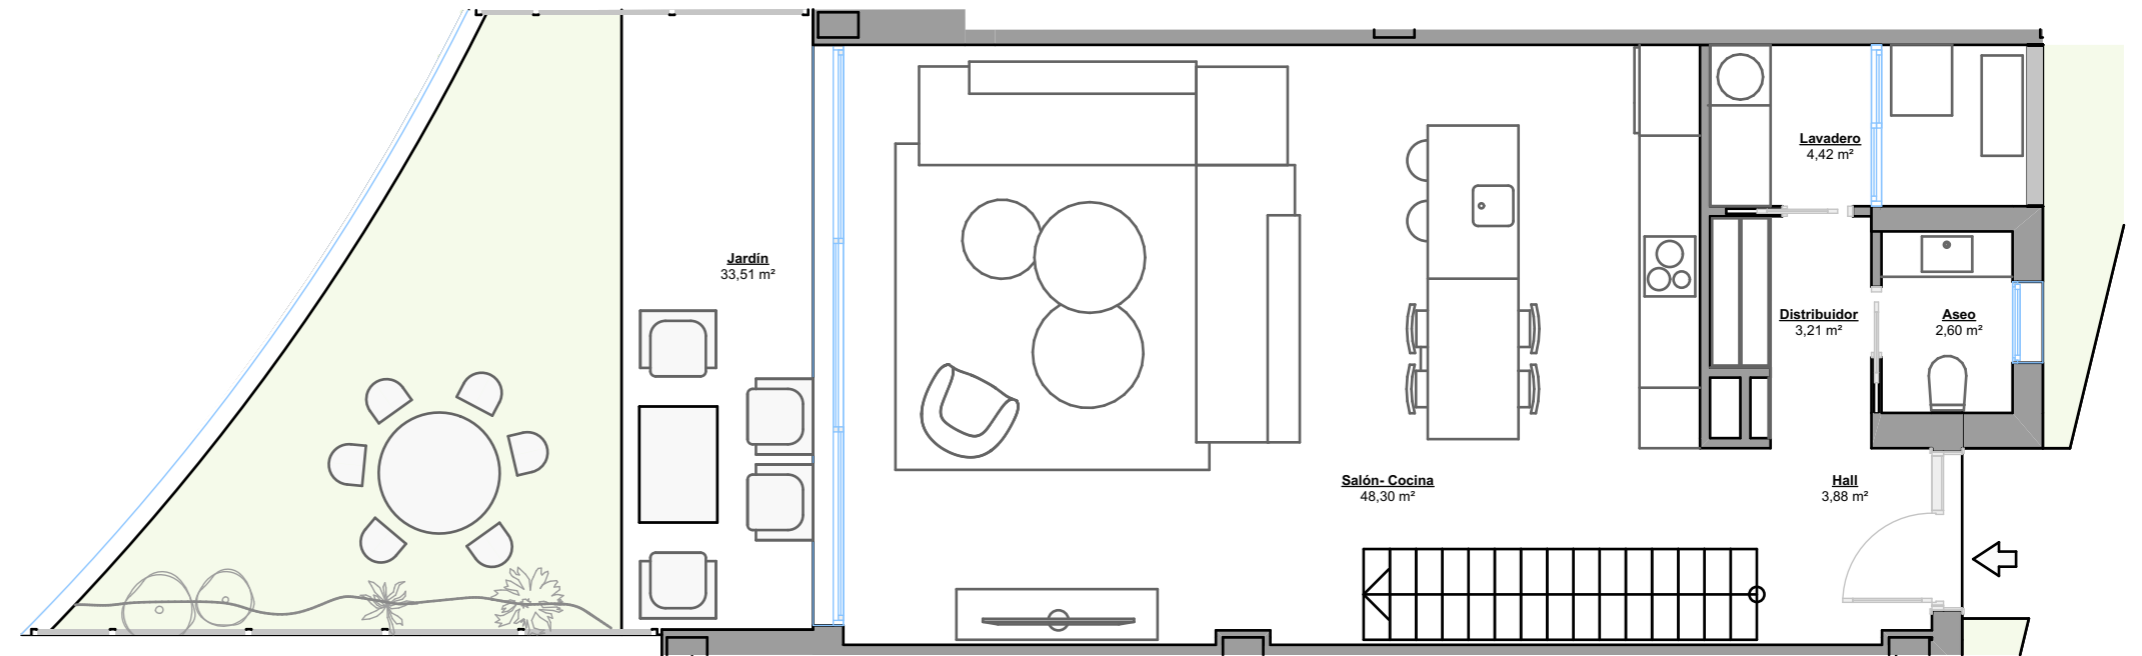 Lavadero
4,42 m²
Jardín
33,51 m²
Distribuidor
3,21 m²
Aseo
2,60 m²
Salón- Cocina
48,30 m²
Hall
3,88 m²